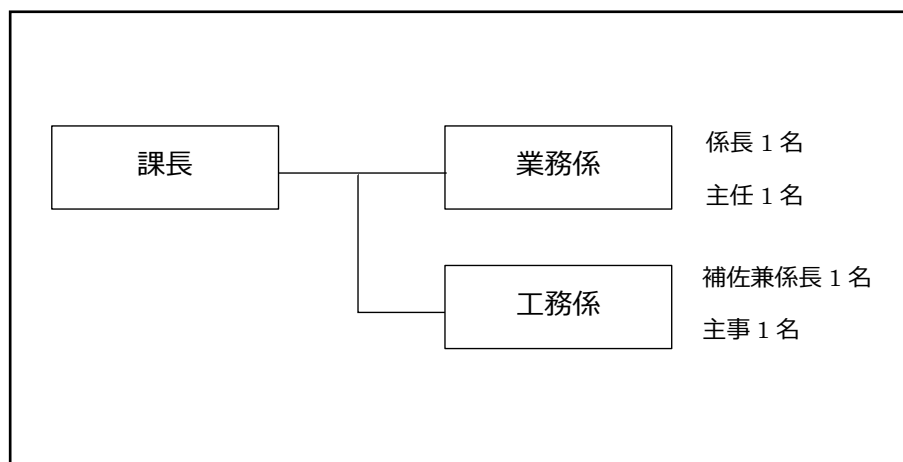 課長
業務係
係長 1 名
主任 1 名
工務係
補佐兼係長 1 名
主事 1 名